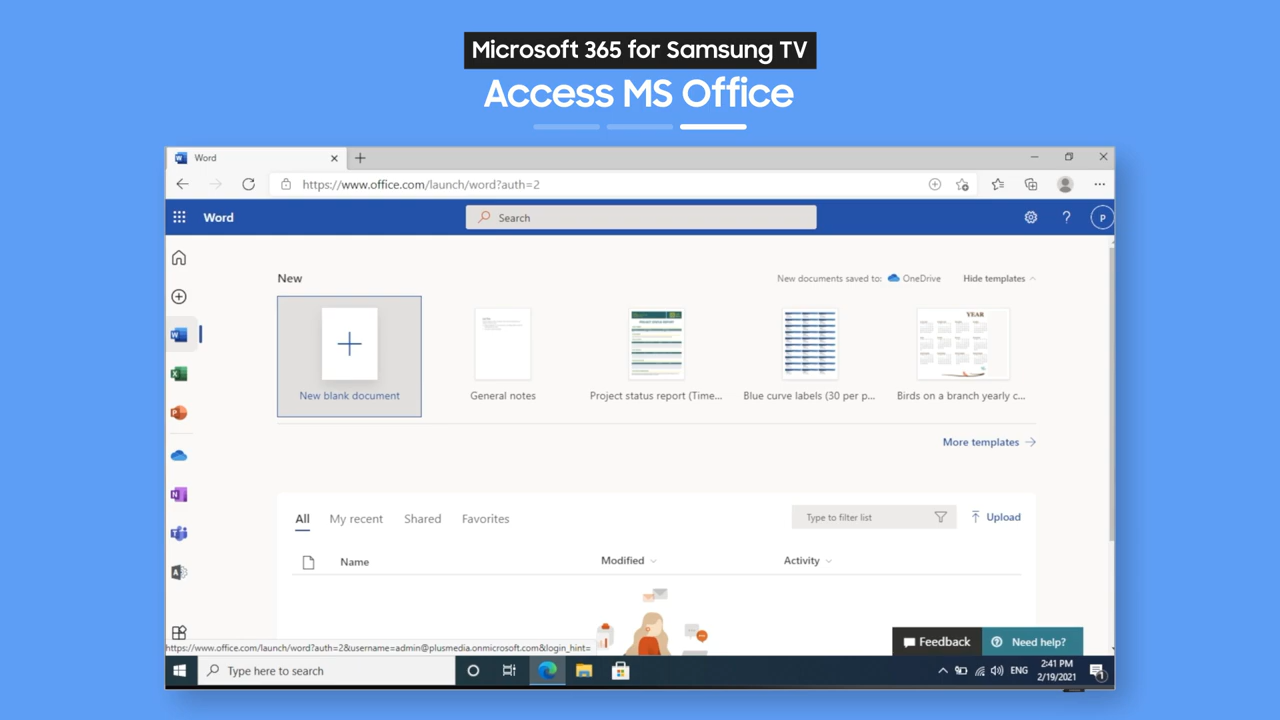 Microsoft 365 for Samsung TV
Access MS Office
Word
https://www.office.com/launch/word?auth=2
Word
Search
P
New
New documents saved to: OneDrive
Hide templates
New blank document
General notes
Project status report (Time...
Blue curve labels (30 per p...
Birds on a branch yearly c...
YEAR
More templates
All
My recent
Shared
Favorites
Type to filter list
Upload
Name
Modified
Activity
Feedback
Need help?
https://www.office.com/launch/word?auth=2&username=admin@plusmedia.onmicrosoft.com&login_hint=
Type here to search
ENG
2:41 PM
2/19/2021
1